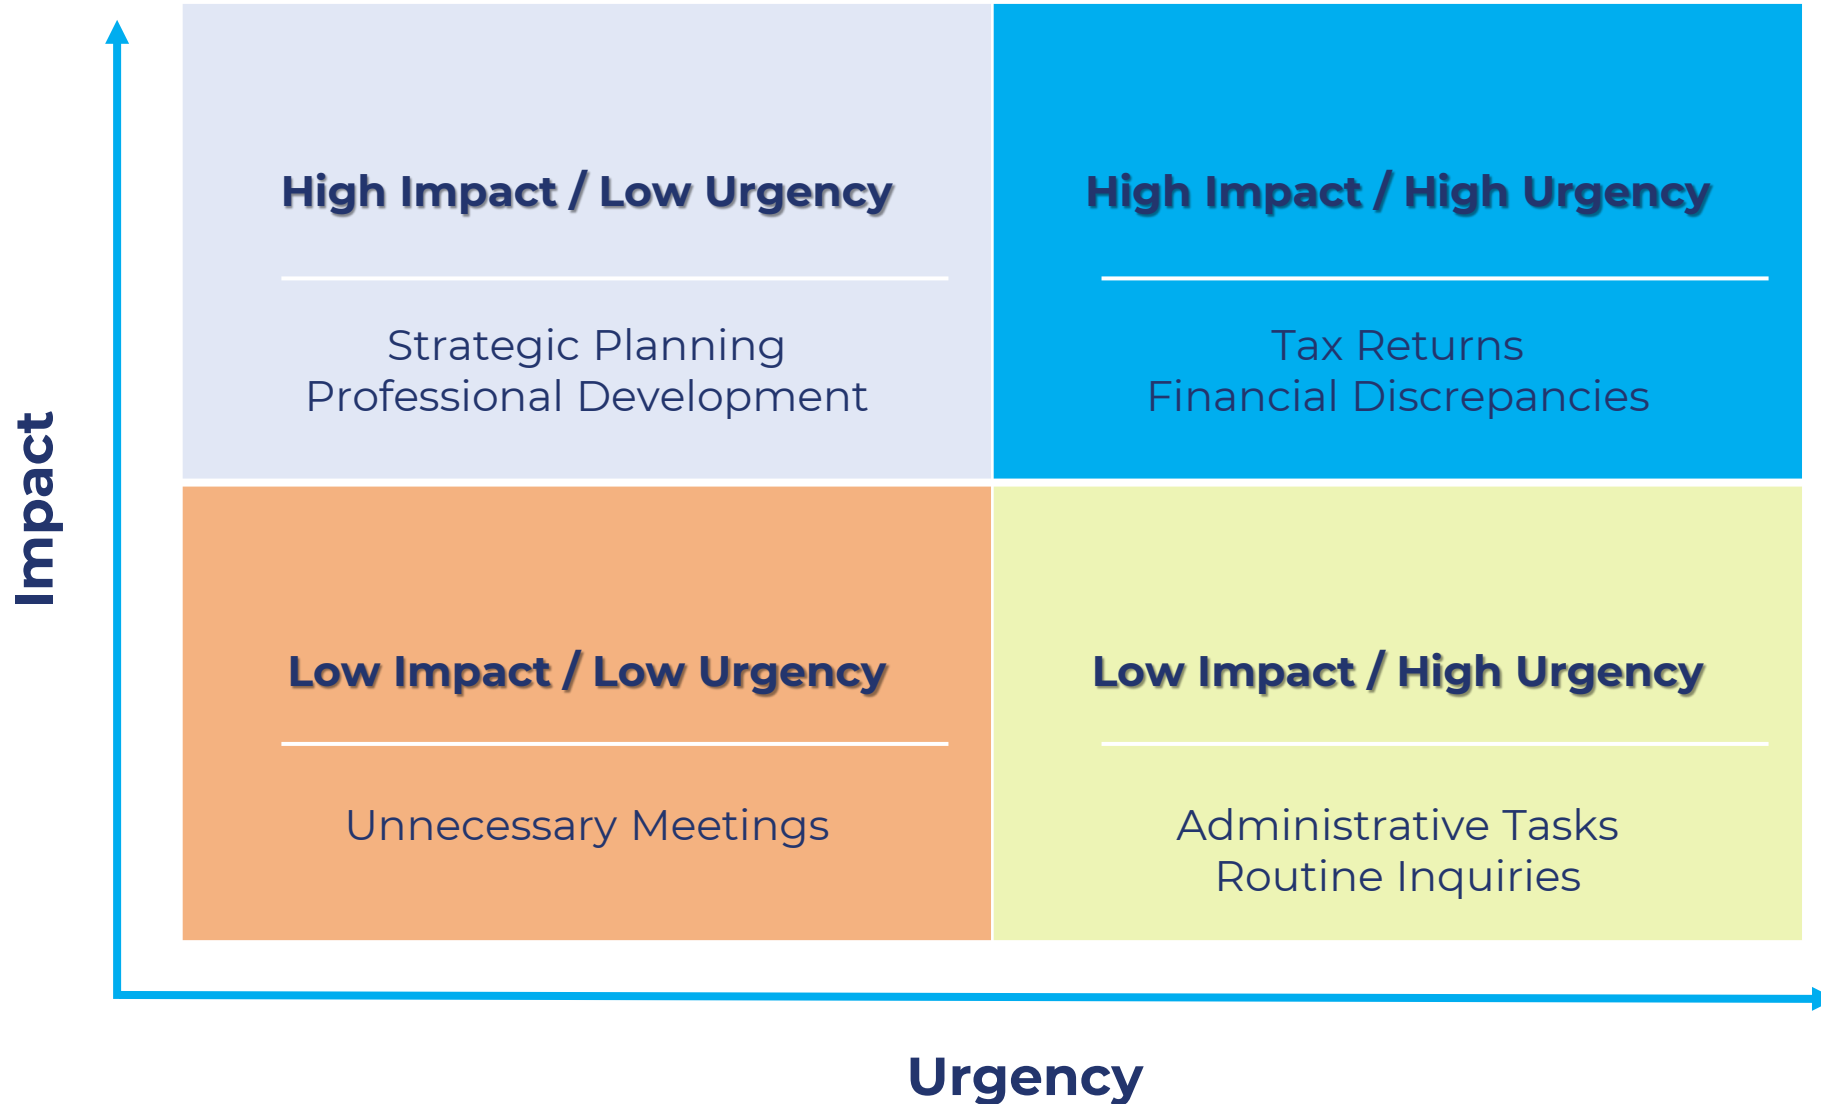 High Impact / Low Urgency
Strategic Planning
Professional Development
High Impact / High Urgency
Tax Returns
Financial Discrepancies
Impact
Low Impact / Low Urgency
Unnecessary Meetings
Low Impact / High Urgency
Administrative Tasks
Routine Inquiries
Urgency